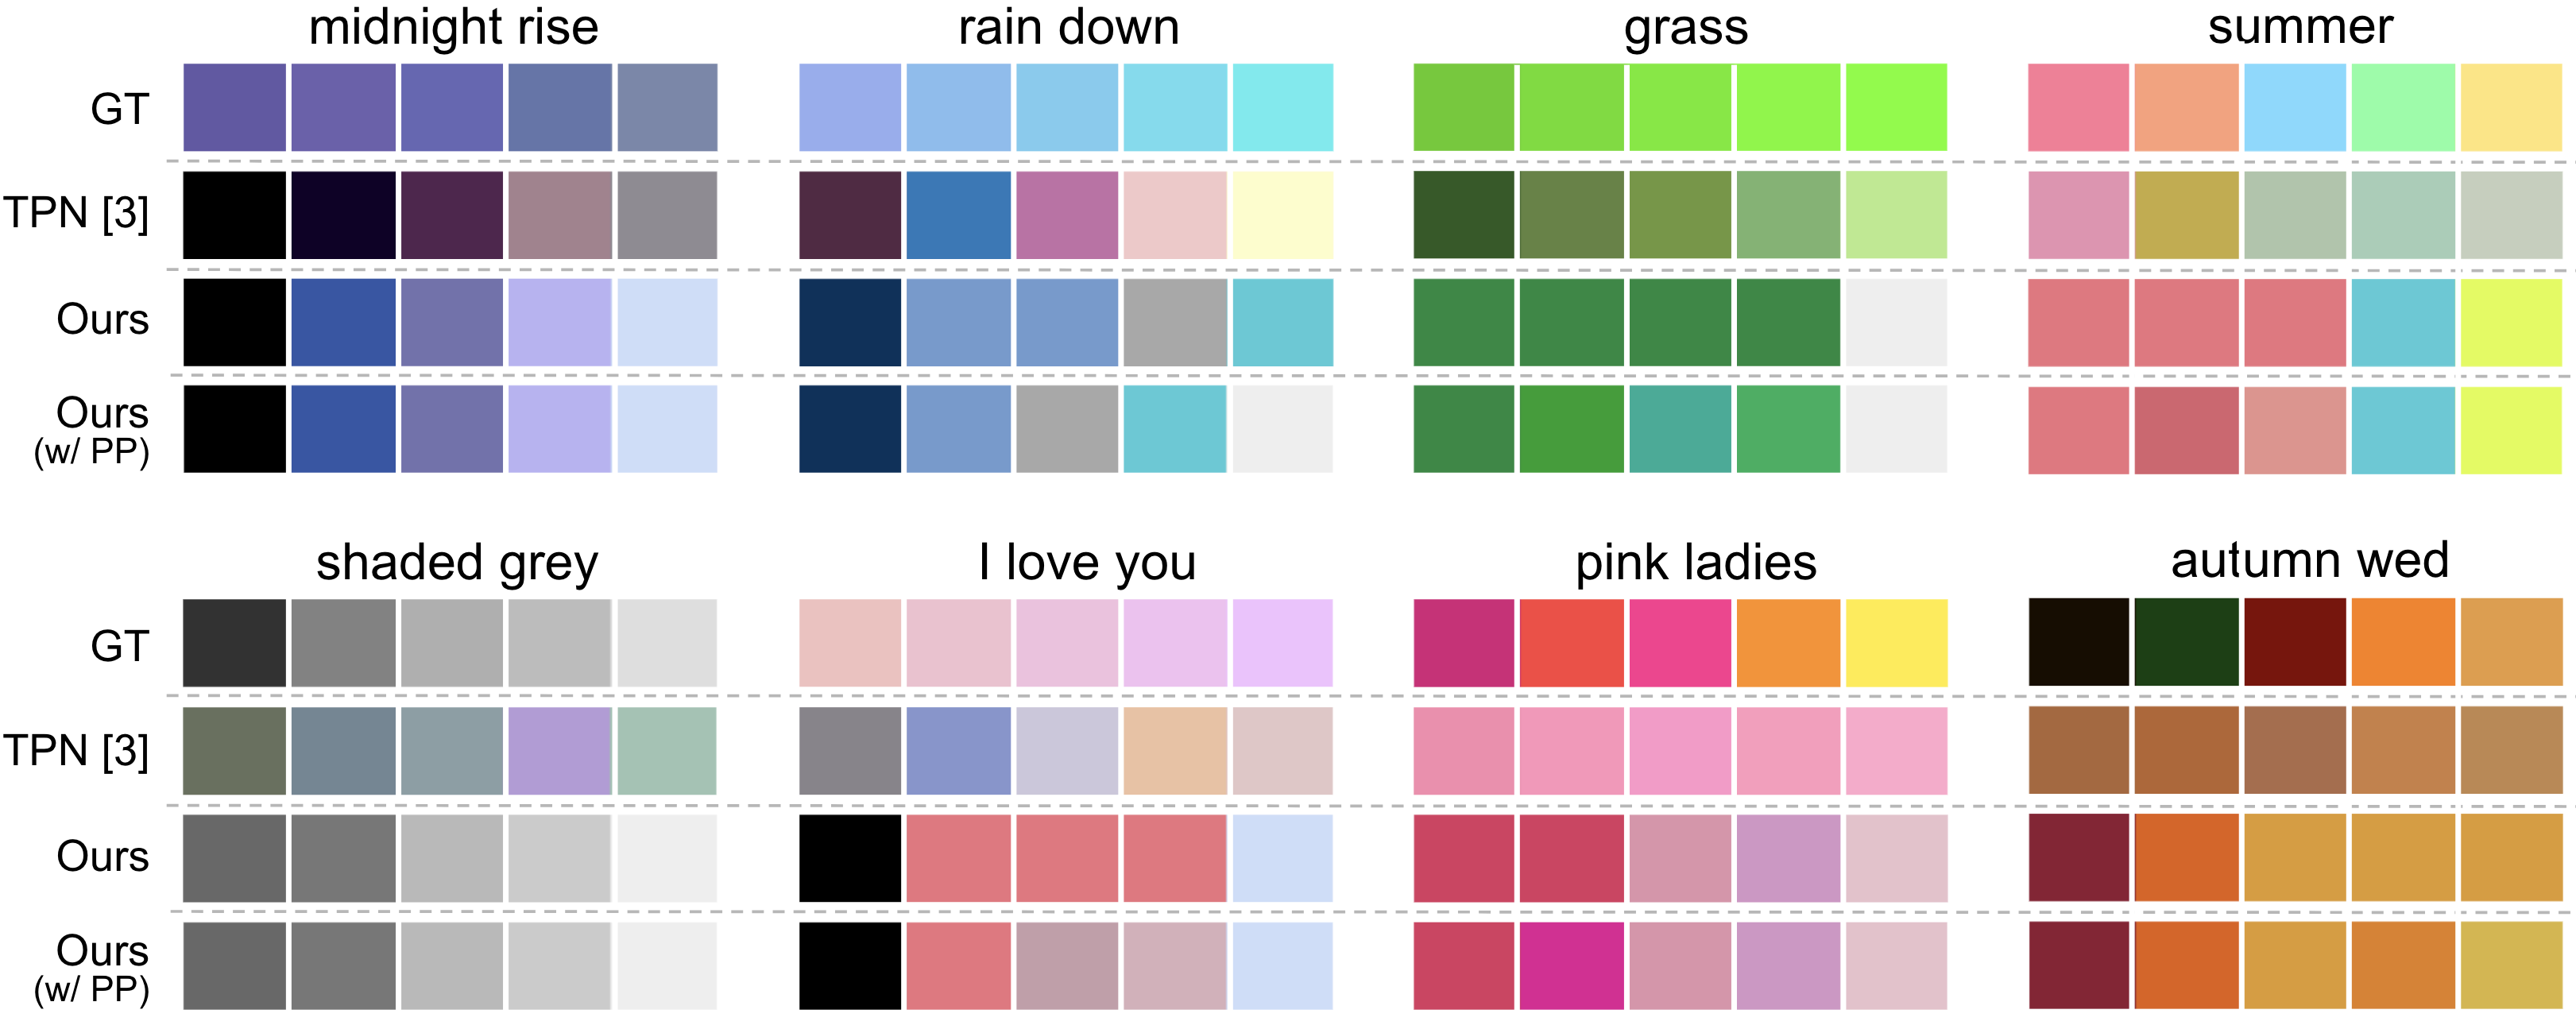 midnight rise
rain down
grass
summer
GT
TPN [3]
Ours
Ours
(w/ PP)
shaded grey
I love you
pink ladies
autumn wed
GT
TPN [3]
Ours
Ours
(w/ PP)